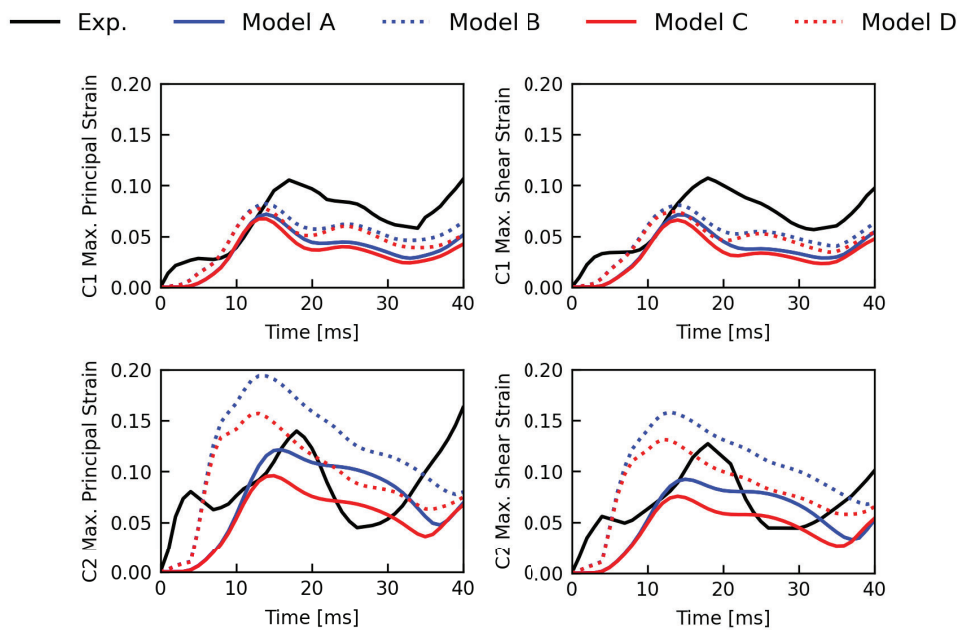 Exp. Model A Model B Model C Model D
C1 Max. Principal Strain
0.20
0.15
0.10
0.05
0.00
0 10 20 30 40
Time [ms]
C1 Max. Shear Strain
0.20
0.15
0.10
0.05
0.00
0 10 20 30 40
Time [ms]
C2 Max. Principal Strain
0.20
0.15
0.10
0.05
0.00
0 10 20 30 40
Time [ms]
C2 Max. Shear Strain
0.20
0.15
0.10
0.05
0.00
0 10 20 30 40
Time [ms]